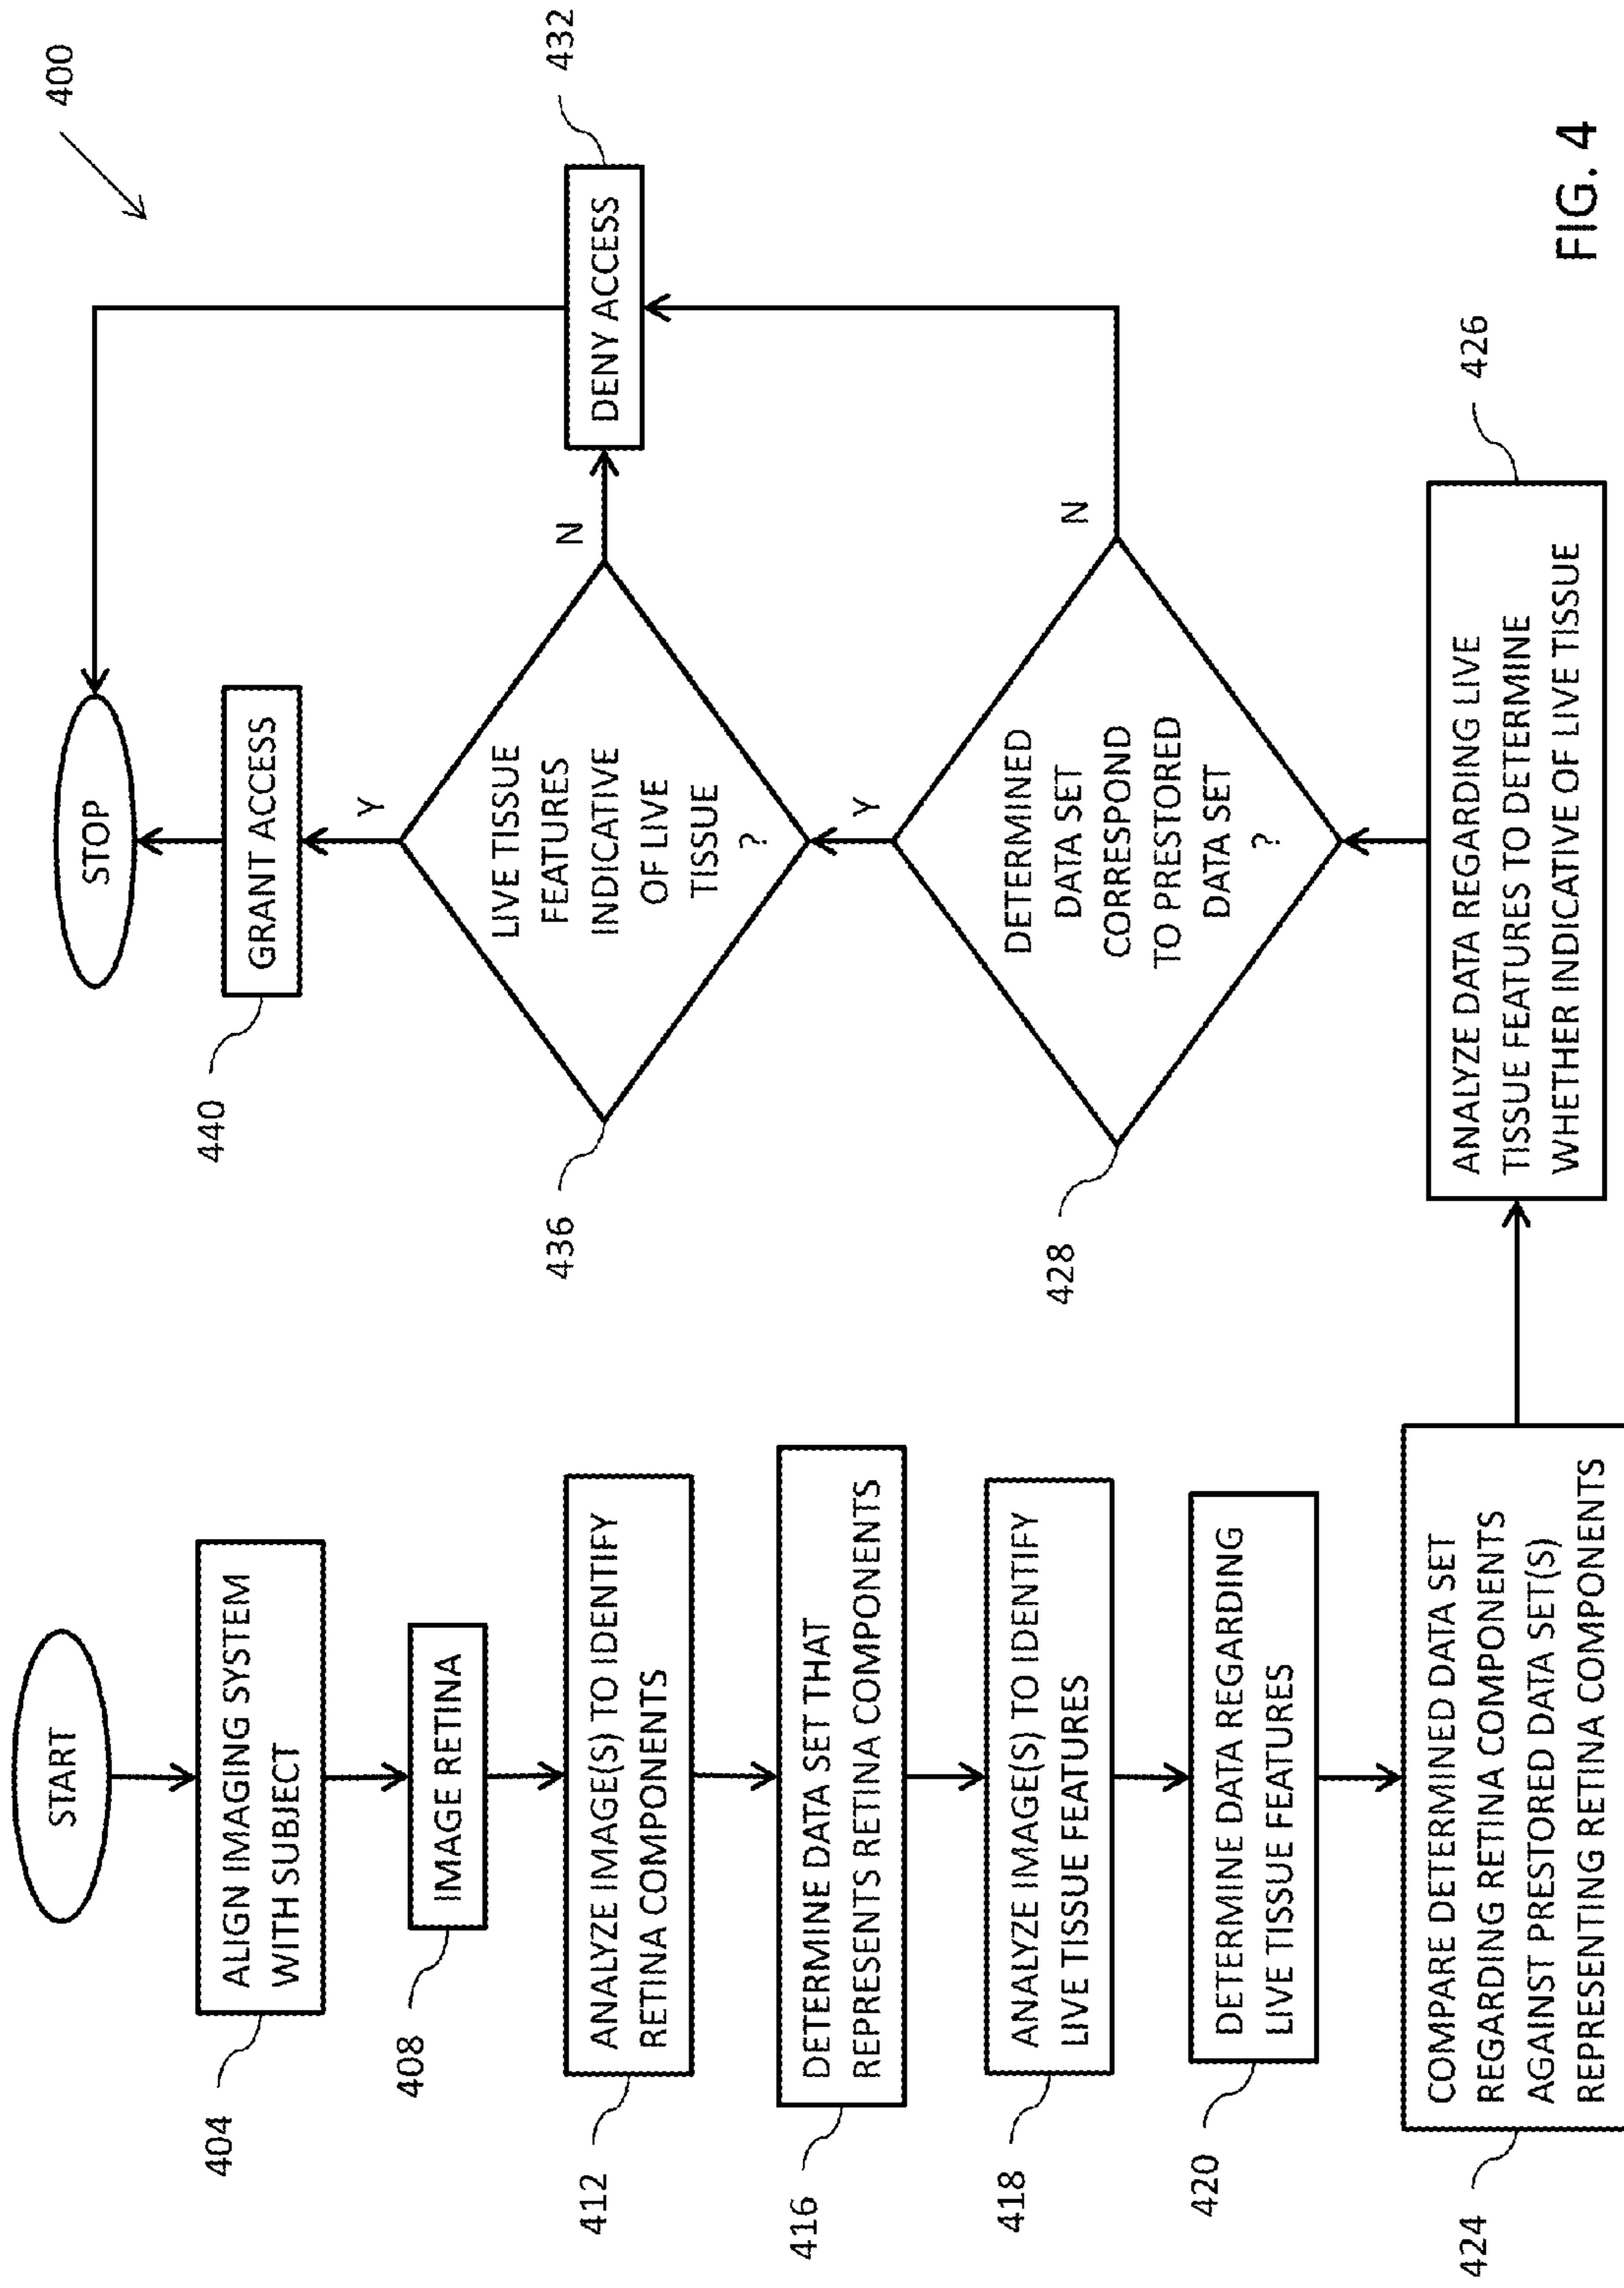 400
START
404
ALIGN IMAGING SYSTEM
WITH SUBJECT
408
IMAGE RETINA
412
ANALYZE IMAGE(S) TO IDENTIFY
RETINA COMPONENTS
416
DETERMINE DATA SET THAT
REPRESENTS RETINA COMPONENTS
418
ANALYZE IMAGE(S) TO IDENTIFY
LIVE TISSUE FEATURES
420
DETERMINE DATA REGARDING
LIVE TISSUE FEATURES
424
COMPARE DETERMINED DATA SET
REGARDING RETINA COMPONENTS
AGAINST PRESTORED DATA SET(S)
REPRESENTING RETINA COMPONENTS
STOP
440
GRANT ACCESS
Y
436
LIVE TISSUE
FEATURES
INDICATIVE
OF LIVE
TISSUE
?
N
DENY ACCESS
432
Y
428
DETERMINED
DATA SET
CORRESPOND
TO PRESTORED
DATA SET
?
N
426
ANALYZE DATA REGARDING LIVE
TISSUE FEATURES TO DETERMINE
WHETHER INDICATIVE OF LIVE TISSUE
FIG. 4